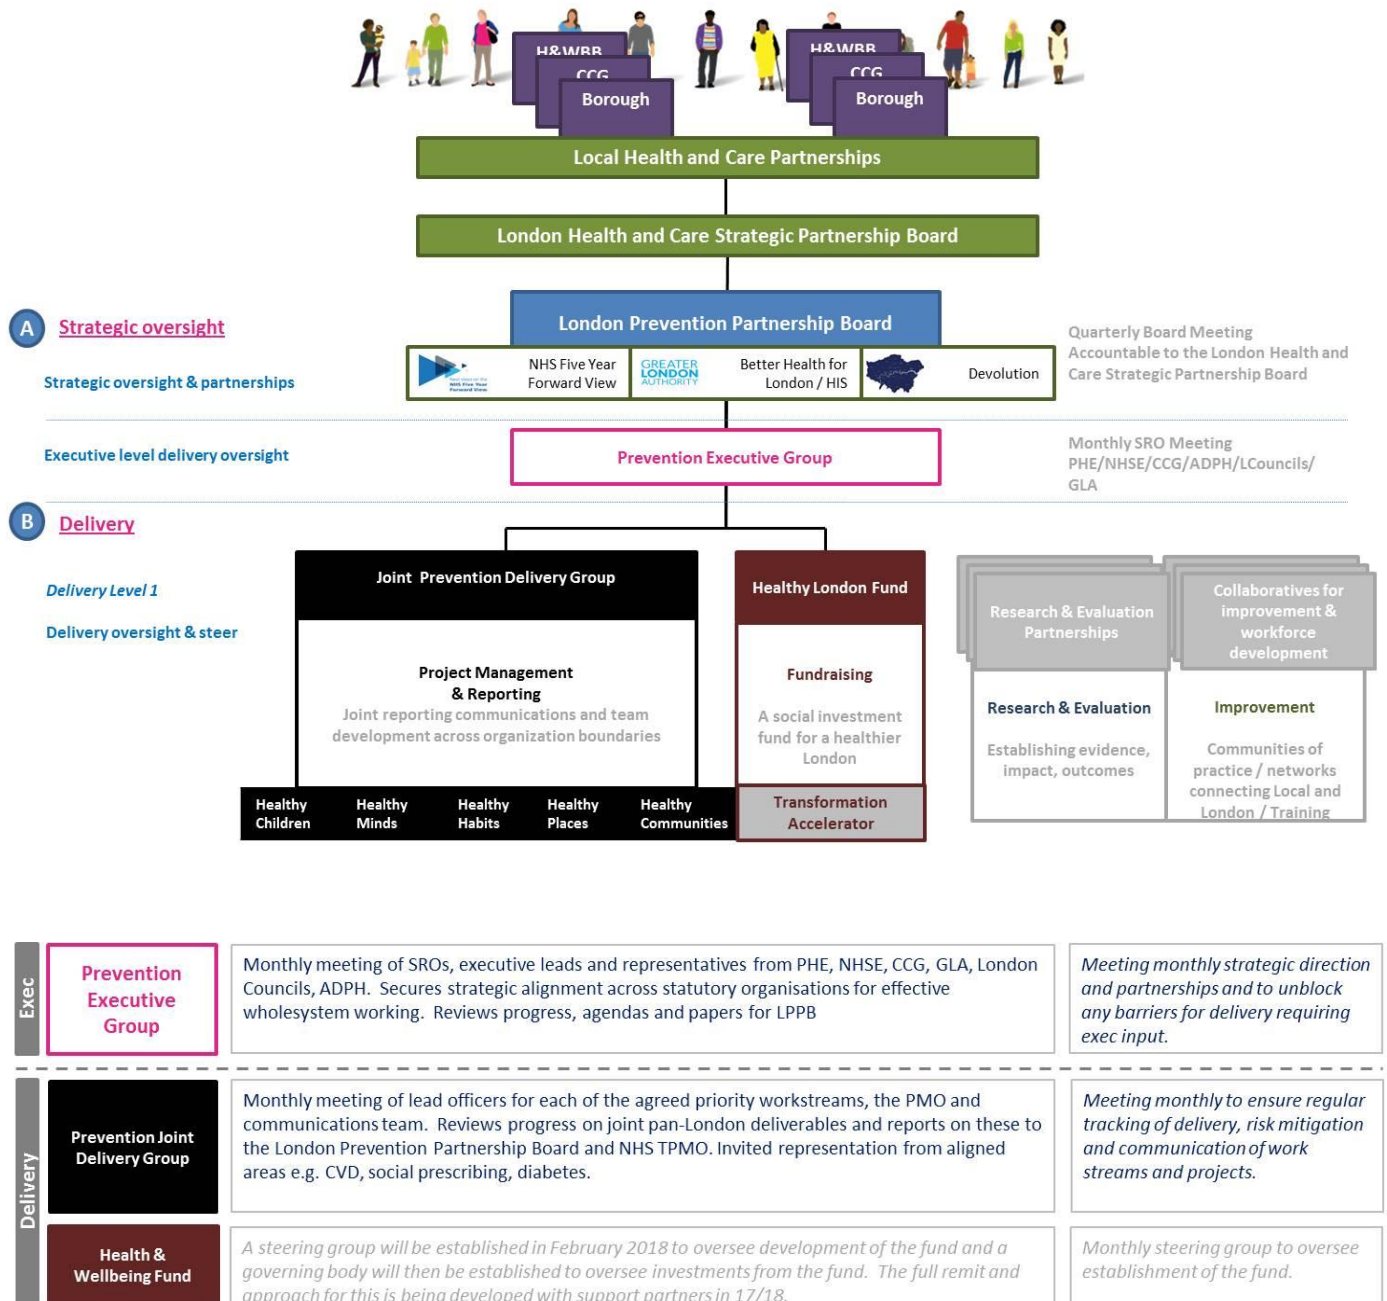 H&WBB
CCG
Borough
H&WBB
CCG
Borough
Local Health and Care Partnerships
London Health and Care Strategic Partnership Board
A
Strategic oversight
Strategic oversight & partnerships
London Prevention Partnership Board
NHS Five Year
Forward View
NHS Five Year
Forward View
GREATER
LONDON
AUTHORITY
Better Health for
London / HIS
Devolution
Quarterly Board Meeting
Accountable to the London Health and
Care Strategic Partnership Board
Executive level delivery oversight
Prevention Executive Group
Monthly SRO Meeting
PHE/NHSE/CCG/ADPH/LCouncils/
GLA
B
Delivery
Delivery Level 1
Delivery oversight & steer
Joint Prevention Delivery Group
Project Management
& Reporting
Joint reporting communications and team
development across organization boundaries
Healthy
Children
Healthy
Minds
Healthy
Habits
Healthy
Places
Healthy
Communities
Healthy London Fund
Fundraising
A social investment
fund for a healthier
London
Transformation
Accelerator
Research & Evaluation
Partnerships
Research & Evaluation
Establishing evidence,
impact, outcomes
Collaboratives for
improvement &
workforce
development
Improvement
Communities of
practice / networks
connecting Local and
London / Training
Exec
Prevention
Executive
Group
Monthly meeting of SROs, executive leads and representatives from PHE, NHSE, CCG, GLA, London
Councils, ADPH. Secures strategic alignment across statutory organisations for effective
wholesystem working. Reviews progress, agendas and papers for LPPB
Meeting monthly strategic direction
and partnerships and to unblock
any barriers for delivery requiring
exec input.
Delivery
Prevention Joint
Delivery Group
Monthly meeting of lead officers for each of the agreed priority workstreams, the PMO and
communications team. Reviews progress on joint pan-London deliverables and reports on these to
the London Prevention Partnership Board and NHS TPMO. Invited representation from aligned
areas e.g. CVD, social prescribing, diabetes.
Meeting monthly to ensure regular
tracking of delivery, risk mitigation
and communication of work
streams and projects.
Health &
Wellbeing Fund
A steering group will be established in February 2018 to oversee development of the fund and a
governing body will then be established to oversee investments from the fund. The full remit and
approach for this is being developed with support partners in 17/18.
Monthly steering group to oversee
establishment of the fund.